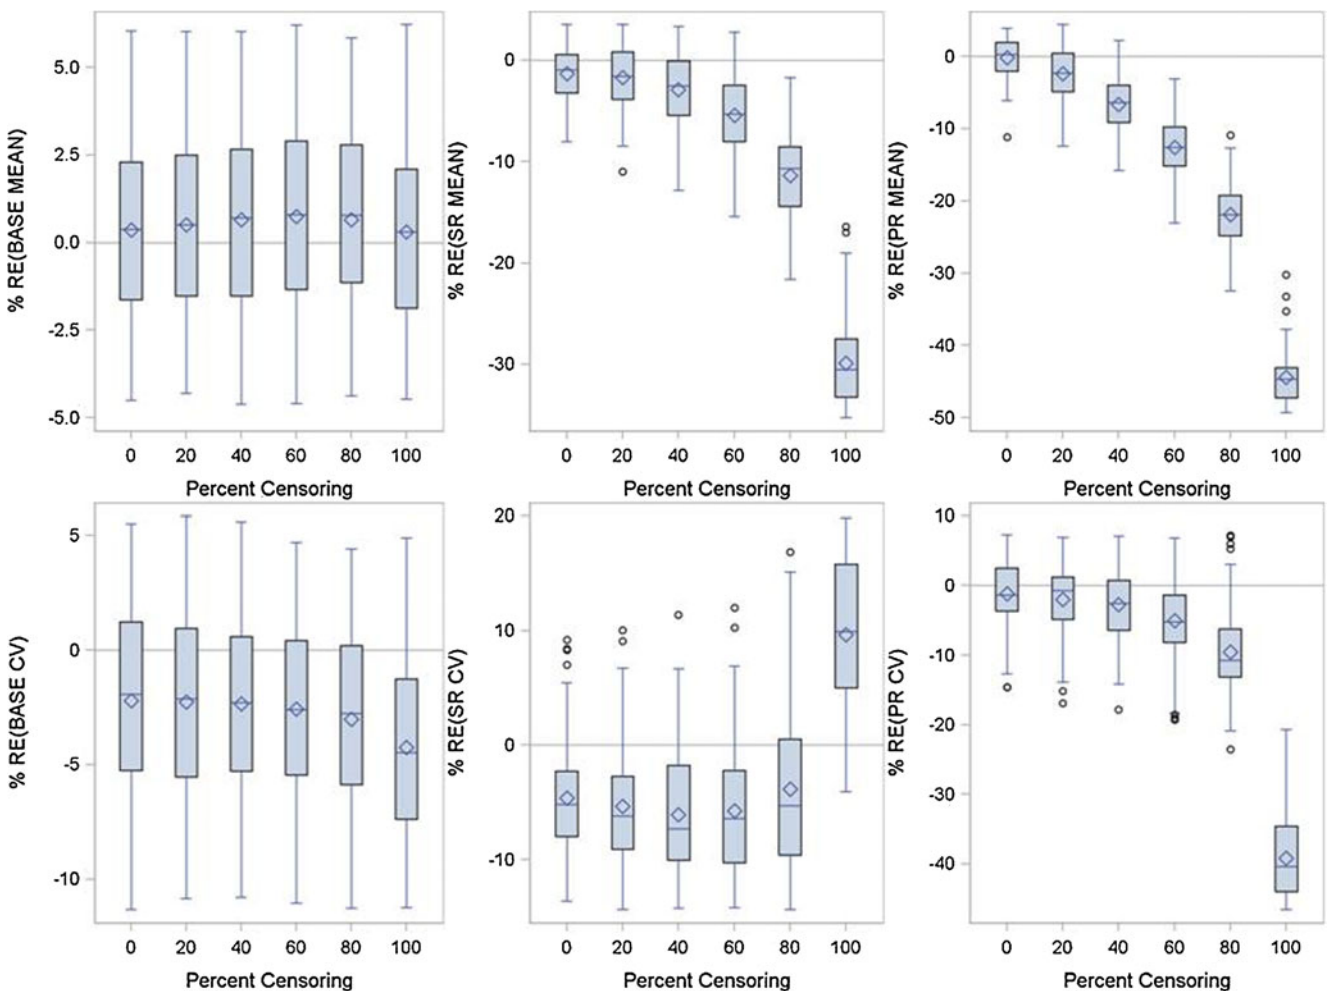 % RE(BASE MEAN)
5.0
2.5
0.0
-2.5
-5.0
0 20 40 60 80 100
Percent Censoring
% RE(SR MEAN)
0
-10
-20
-30
0 20 40 60 80 100
Percent Censoring
% RE(PR MEAN)
0
-10
-20
-30
-40
-50
0 20 40 60 80 100
Percent Censoring
% RE(BASE CV)
5
0
-5
-10
0 20 40 60 80 100
Percent Censoring
% RE(SR CV)
20
10
0
-10
0 20 40 60 80 100
Percent Censoring
% RE(PR CV)
10
0
-10
-20
-30
-40
0 20 40 60 80 100
Percent Censoring